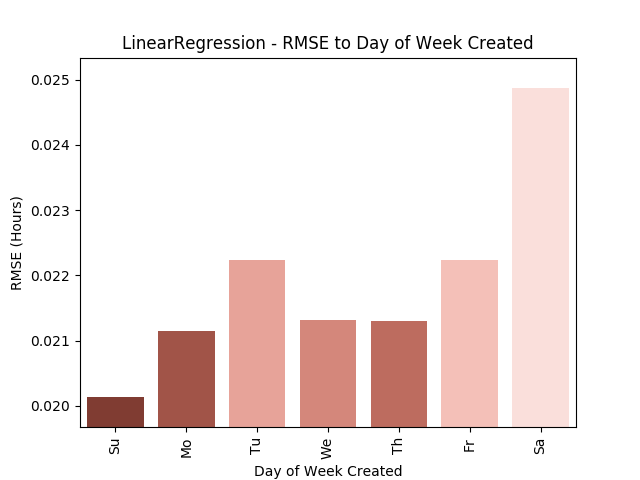 LinearRegression - RMSE to Day of Week Created
0.025
0.024
0.023
0.022
0.021
0.020
RMSE (Hours)
Su
Mo
Tu
We
Th
Fr
Sa
Day of Week Created